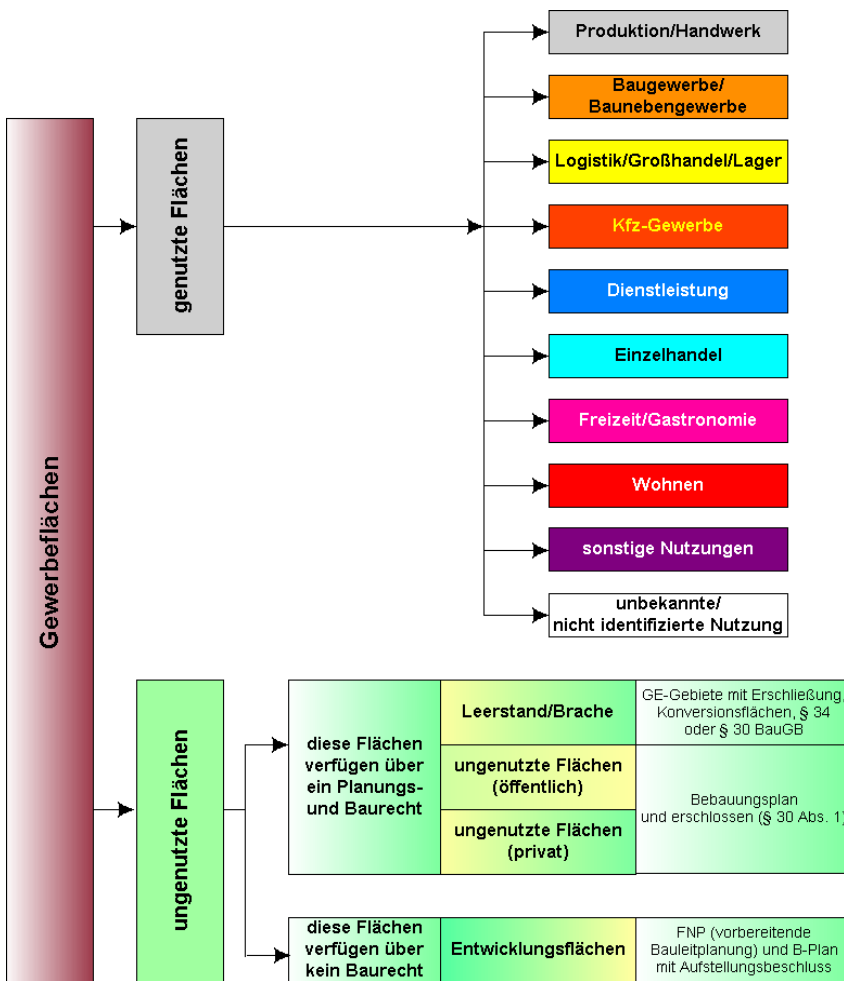 Gewerbeflächen
genutzte Flächen
Produktion/Handwerk
Baugewerbe/
Baunebengewerbe
Logistik/Großhandel/Lager
Kfz-Gewerbe
Dienstleistung
Einzelhandel
Freizeit/Gastronomie
Wohnen
sonstige Nutzungen
unbekannte/
nicht identifizierte Nutzung
ungenutzte Flächen
diese Flächen
verfügen über
ein Planungs-
und Baurecht
Leerstand/Brache
GE-Gebiete mit Erschließung,
Konversionsflächen, § 34
oder § 30 BauGB
ungenutzte Flächen
(öffentlich)
ungenutzte Flächen
(privat)
Bebauungsplan
und erschlossen (§ 30 Abs. 1)
diese Flächen
verfügen über
kein Baurecht
Entwicklungsflächen
FNP (vorbereitende
Bauleitplanung) und B-Plan
mit Aufstellungsbeschluss